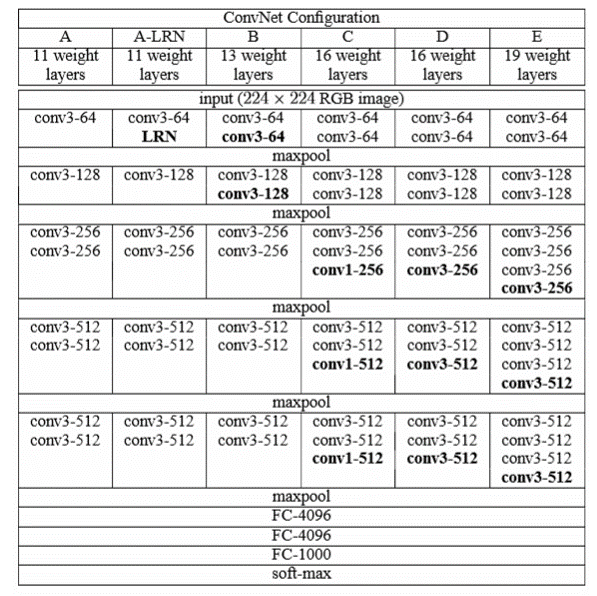 ConvNet Configuration
A A-LRN B C D E
11 weight 11 weight 13 weight 16 weight 16 weight 19 weight
layers layers layers layers layers layers
input (224 × 224 RGB image)
conv3-64 conv3-64 conv3-64 conv3-64 conv3-64 conv3-64
LRN conv3-64 conv3-64 conv3-64 conv3-64
maxpool
conv3-128 conv3-128 conv3-128 conv3-128 conv3-128 conv3-128
conv3-128 conv3-128 conv3-128 conv3-128
maxpool
conv3-256 conv3-256 conv3-256 conv3-256 conv3-256 conv3-256
conv3-256 conv3-256 conv3-256 conv3-256 conv3-256 conv3-256
conv1-256 conv3-256 conv3-256
conv3-256
maxpool
conv3-512 conv3-512 conv3-512 conv3-512 conv3-512 conv3-512
conv3-512 conv3-512 conv3-512 conv3-512 conv3-512 conv3-512
conv1-512 conv3-512 conv3-512
conv3-512
maxpool
conv3-512 conv3-512 conv3-512 conv3-512 conv3-512 conv3-512
conv3-512 conv3-512 conv3-512 conv3-512 conv3-512 conv3-512
conv1-512 conv3-512 conv3-512
conv3-512
maxpool
FC-4096
FC-4096
FC-1000
soft-max